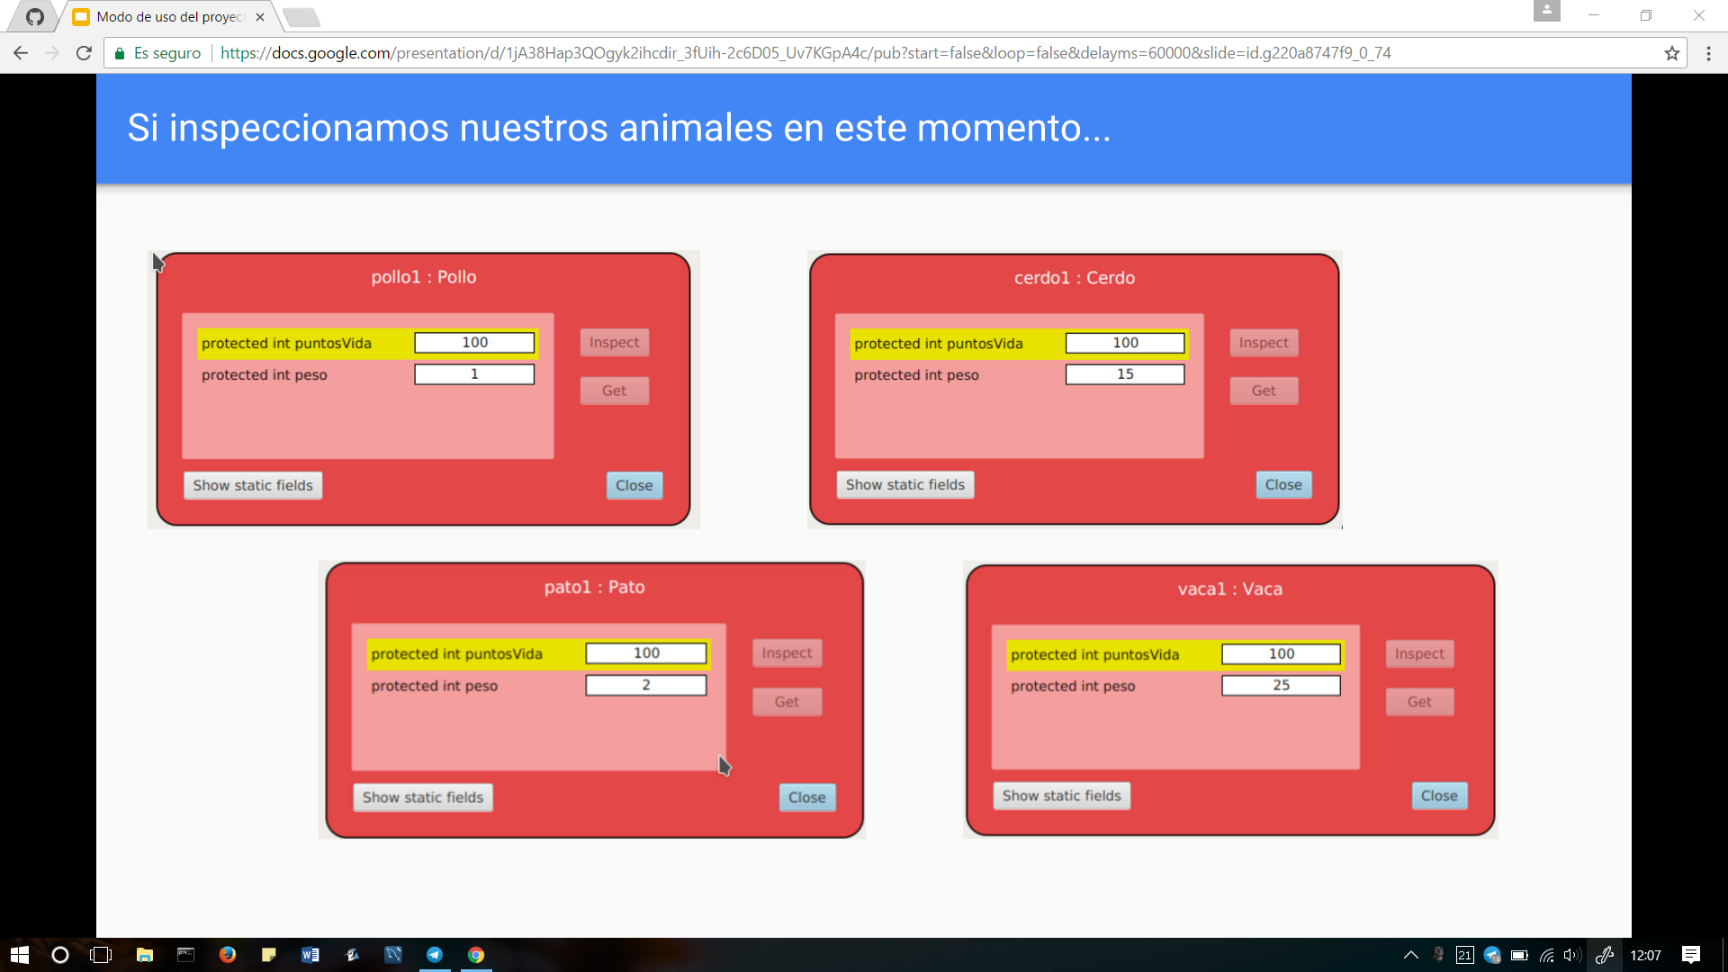 Modo de uso del proyec
Es seguro
https://docs.google.com/presentation/d/1jA38Hap3QOgyk2ihcdir_3fUih-2c6D05_Uv7KGpA4c/pub?start=false&loop=false&delayms=60000&slide=id.g220a8747f9_0_74
Si inspeccionamos nuestros animales en este momento...
pollo1 : Pollo
protected int puntosVida 100
protected int peso 1
Inspect
Get
Show static fields
Close
cerdo1 : Cerdo
protected int puntosVida 100
protected int peso 15
Inspect
Get
Show static fields
Close
pato1 : Pato
protected int puntosVida 100
protected int peso 2
Inspect
Get
Show static fields
Close
vaca1 : Vaca
protected int puntosVida 100
protected int peso 25
Inspect
Get
Show static fields
Close
21
12:07